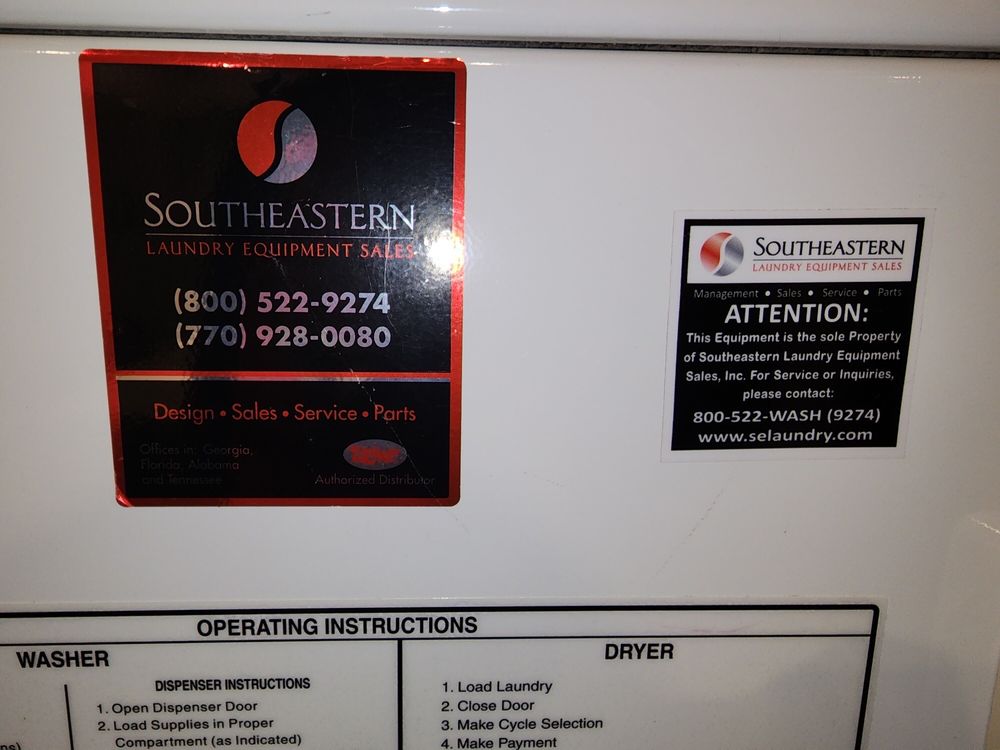 SOUTHEASTERN
LAUNDRY EQUIPMENT SALES
(800) 522-9274
(770) 928-0080
Design • Sales • Service • Parts
Offices in: Georgia,
Florida, Alabama
and Tennessee
Authorized Distributor
SOUTHEASTERN
LAUNDRY EQUIPMENT SALES
Management • Sales • Service • Parts
ATTENTION:
This Equipment is the sole Property
of Southeastern Laundry Equipment
Sales, Inc. For Service or Inquiries,
please contact:
800-522-WASH (9274)
www.selaundry.com
OPERATING INSTRUCTIONS
WASHER
DISPENSER INSTRUCTIONS
1. Open Dispenser Door
2. Load Supplies in Proper
Compartment (as Indicated)
DRYER
1. Load Laundry
2. Close Door
3. Make Cycle Selection
4. Make Payment